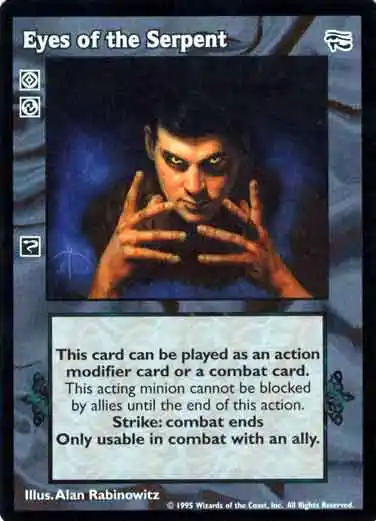 Eyes of the Serpent
This card can be played as an action
modifier card or a combat card.
This acting minion cannot be blocked
by allies until the end of this action.
Strike: combat ends
Only usable in combat with an ally.
Illus. Alan Rabinowitz
© 1995 Wizards of the Coast, Inc. All Rights Reserved.